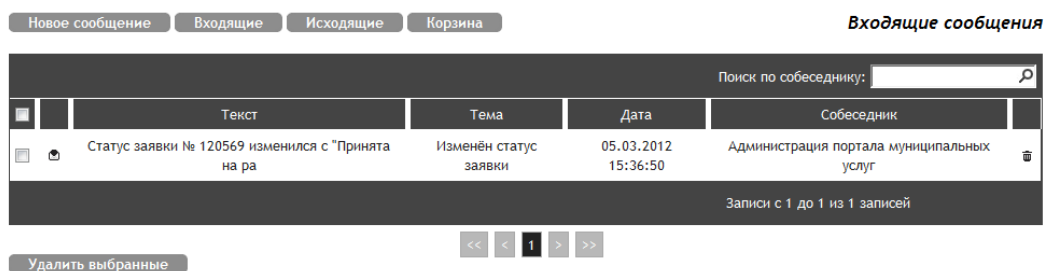 Новое сообщение Входящие Исходящие Корзина Входящие сообщения
Поиск по собеседнику:
Текст Тема Дата Собеседник
Статус заявки № 120569 изменился с "Принята Изменён статус 05.03.2012 Администрация портала муниципальных
на ра заявки 15:36:50 услуг
Записи с 1 до 1 из 1 записей
<< < 1 > >>
Удалить выбранные